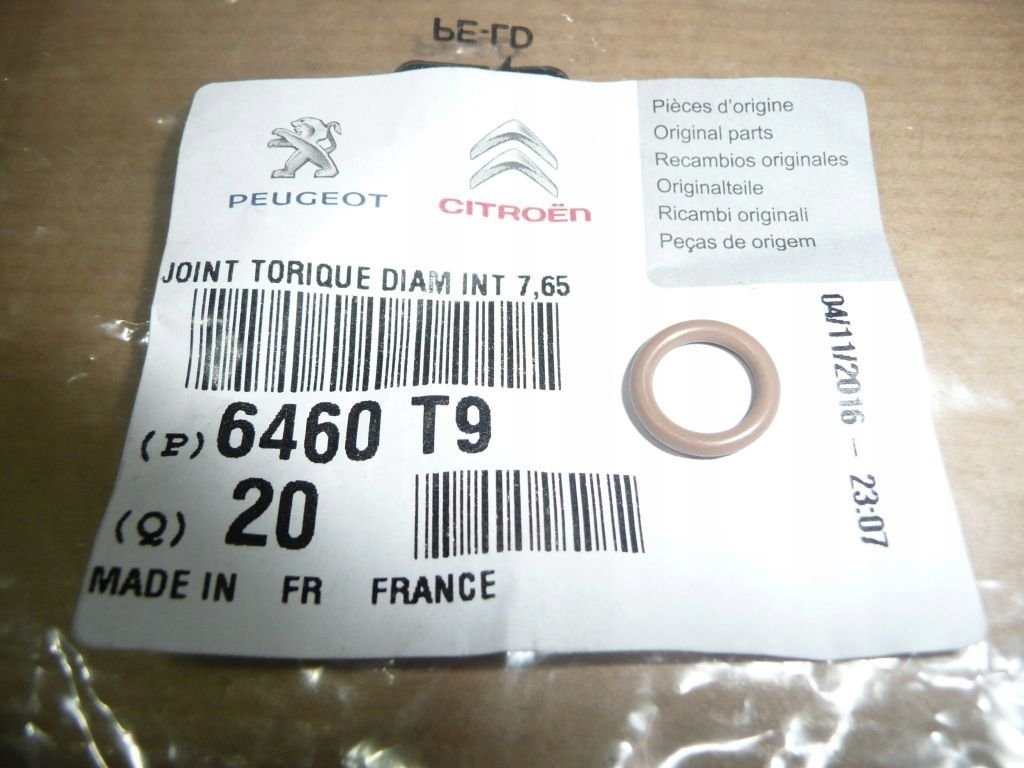 PE-LD
PEUGEOT
CITROËN
Pièces d'origine
Original parts
Recambios originales
Originalteile
Ricambi originali
Peças de origem
JOINT TORIQUE DIAM INT 7,65
(P) 6460 T9
(Q) 20
MADE IN FR FRANCE
04/11/2016 - 23:07